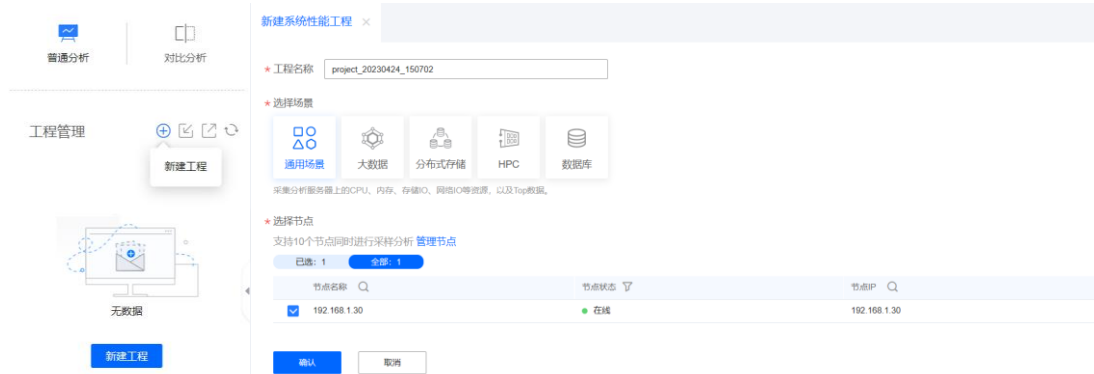 普通分析
对比分析
工程管理
新建工程
无数据
新建工程
新建系统性能工程
* 工程名称 project_20230424_150702
* 选择场景
通用场景 大数据 分布式存储 HPC 数据库
采集分析服务器上的CPU、内存、存储IO、网络IO等资源，以及Top数据。
* 选择节点
支持10个节点同时进行采样分析 管理节点
已选：1 全部：1
节点名称 节点状态 节点IP
192.168.1.30 在线 192.168.1.30
确认 取消